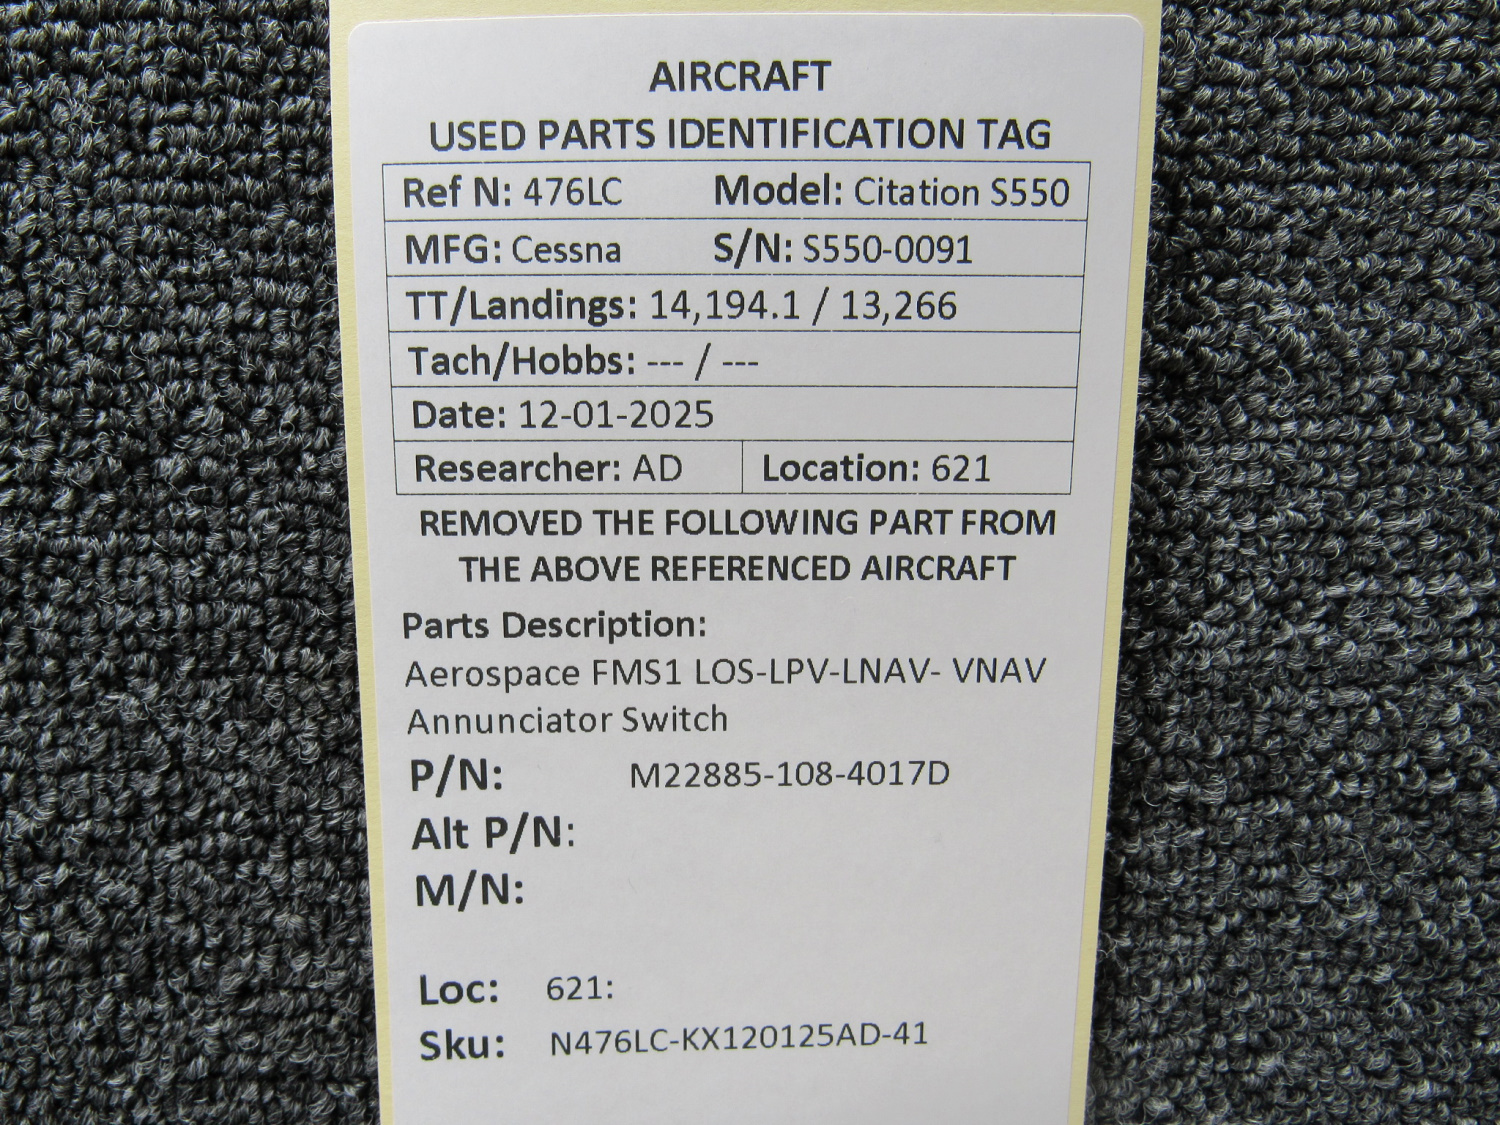 AIRCRAFT
USED PARTS IDENTIFICATION TAG
Ref N: 476LC Model: Citation S550
MFG: Cessna S/N: S550-0091
TT/Landings: 14,194.1 / 13,266
Tach/Hobbs: --- / ---
Date: 12-01-2025
Researcher: AD Location: 621
REMOVED THE FOLLOWING PART FROM
THE ABOVE REFERENCED AIRCRAFT
Parts Description:
Aerospace FMS1 LOS-LPV-LNAV- VNAV
Annunciator Switch
P/N: M22885-108-4017D
Alt P/N:
M/N:
Loc: 621:
Sku: N476LC-KX120125AD-41